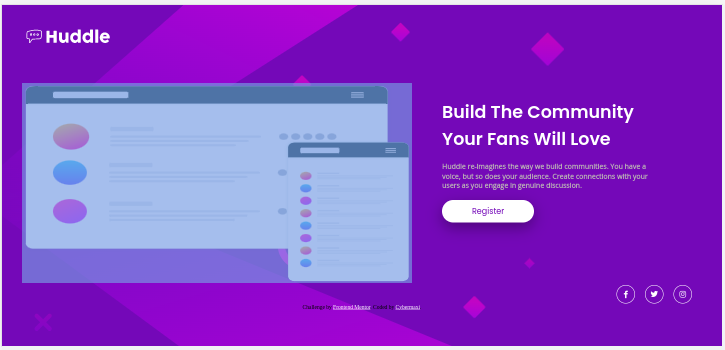 Huddle
Build The Community
Your Fans Will Love
Huddle re-imagines the way we build communities. You have a
voice, but so does your audience. Create connections with your
users as you engage in genuine discussion.
Register
Challenge by Frontend Mentor. Coded by Cybermaxi